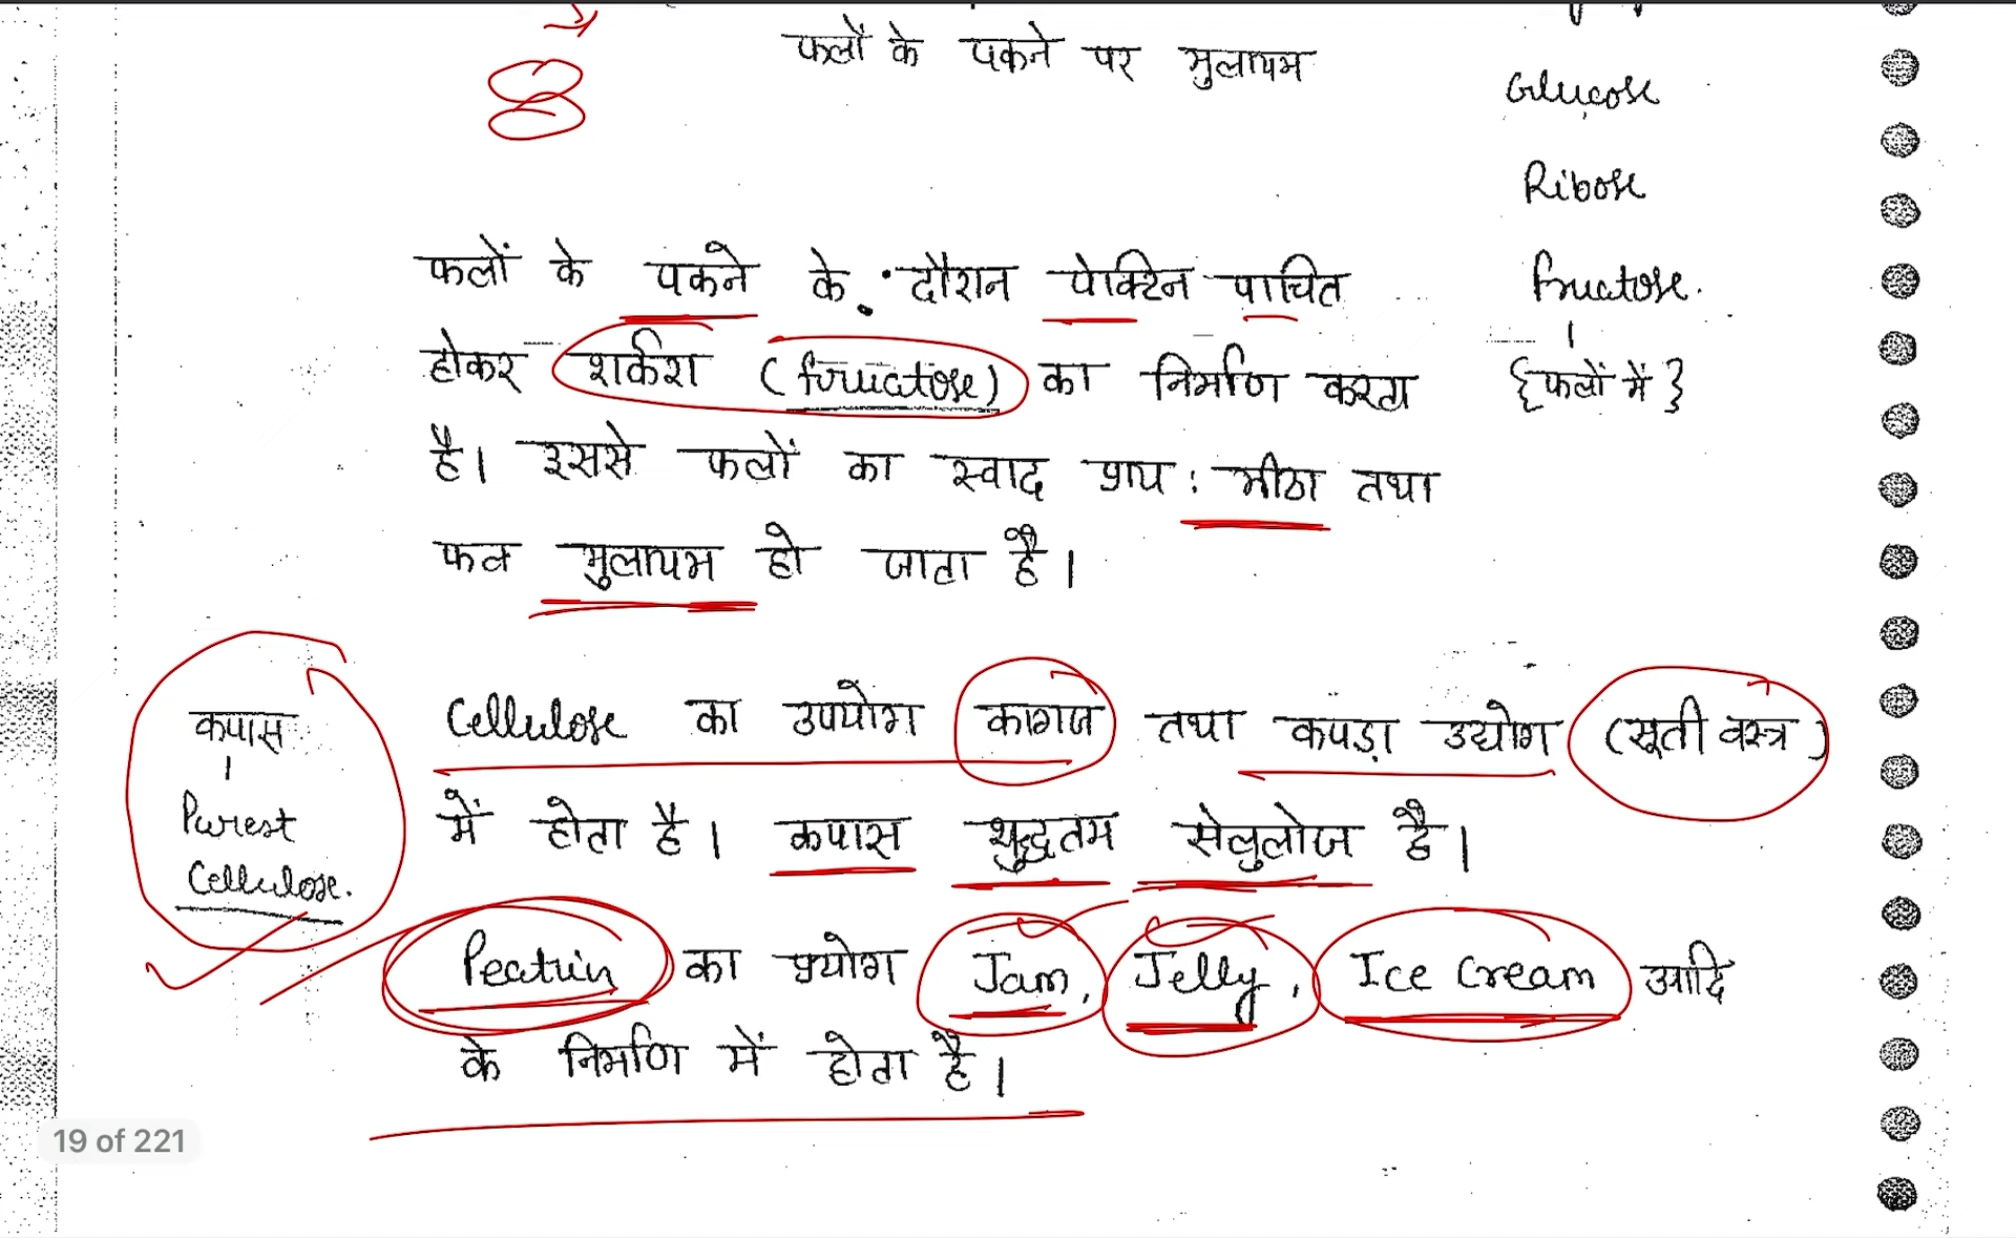 फलों के पकने पर मुलायम
Glucose
Ribose
फलों के पकने के दौरान पेक्टिन पाचित
होकर शर्करा (fructose) का निर्माण करता
है। इससे फलों का स्वाद प्राय: मीठा तथा
फल मुलायम हो जाता है।
fructose.
{फलों में}
Cellulose का उपयोग कागज तथा कपड़ा उद्योग (सूती वस्त्र)
में होता है। कपास शुद्धतम सेलुलोज है।
कपास
Purest
Cellulose.
Pectin का प्रयोग Jam, Jelly, Ice Cream आदि
के निर्माण में होता है।
19 of 221